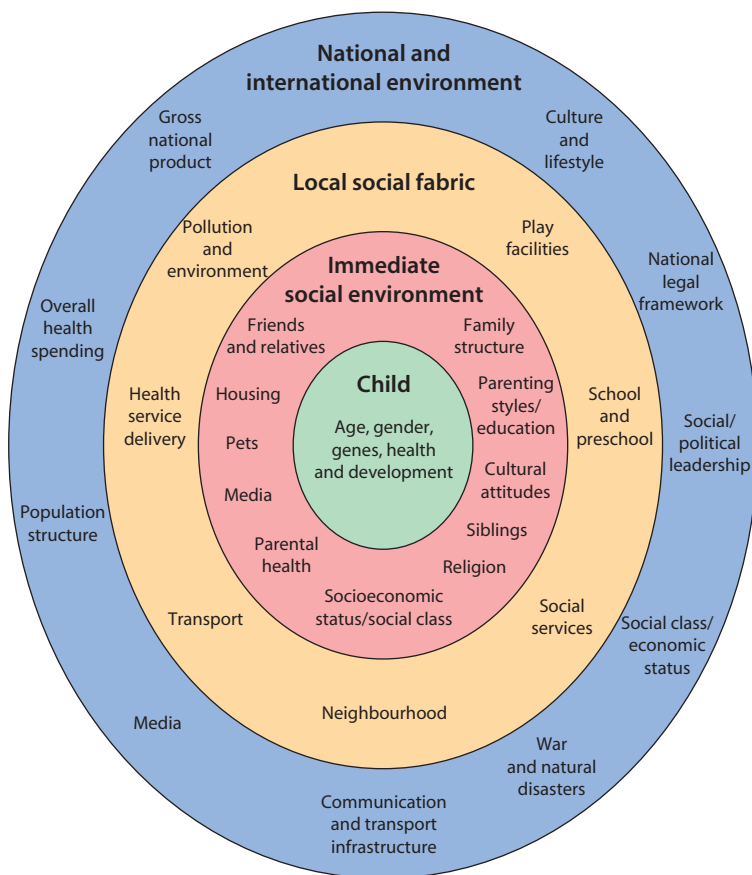 National and
international environment
Gross
national
product
Culture
and
lifestyle
Local social fabric
Pollution
and
environment
Play
facilities
National
legal
framework
Immediate
social environment
Overall
health
spending
Friends
and relatives
Family
structure
Child
Age, gender,
genes, health
and development
Housing
Parenting
styles/
education
Health
service
delivery
School
and
preschool
Pets
Social/
political
leadership
Cultural
attitudes
Media
Population
structure
Siblings
Parental
health
Religion
Socioeconomic
status/social class
Transport
Social
services
Social class/
economic
status
Media
Neighbourhood
War
and natural
disasters
Communication
and transport
infrastructure